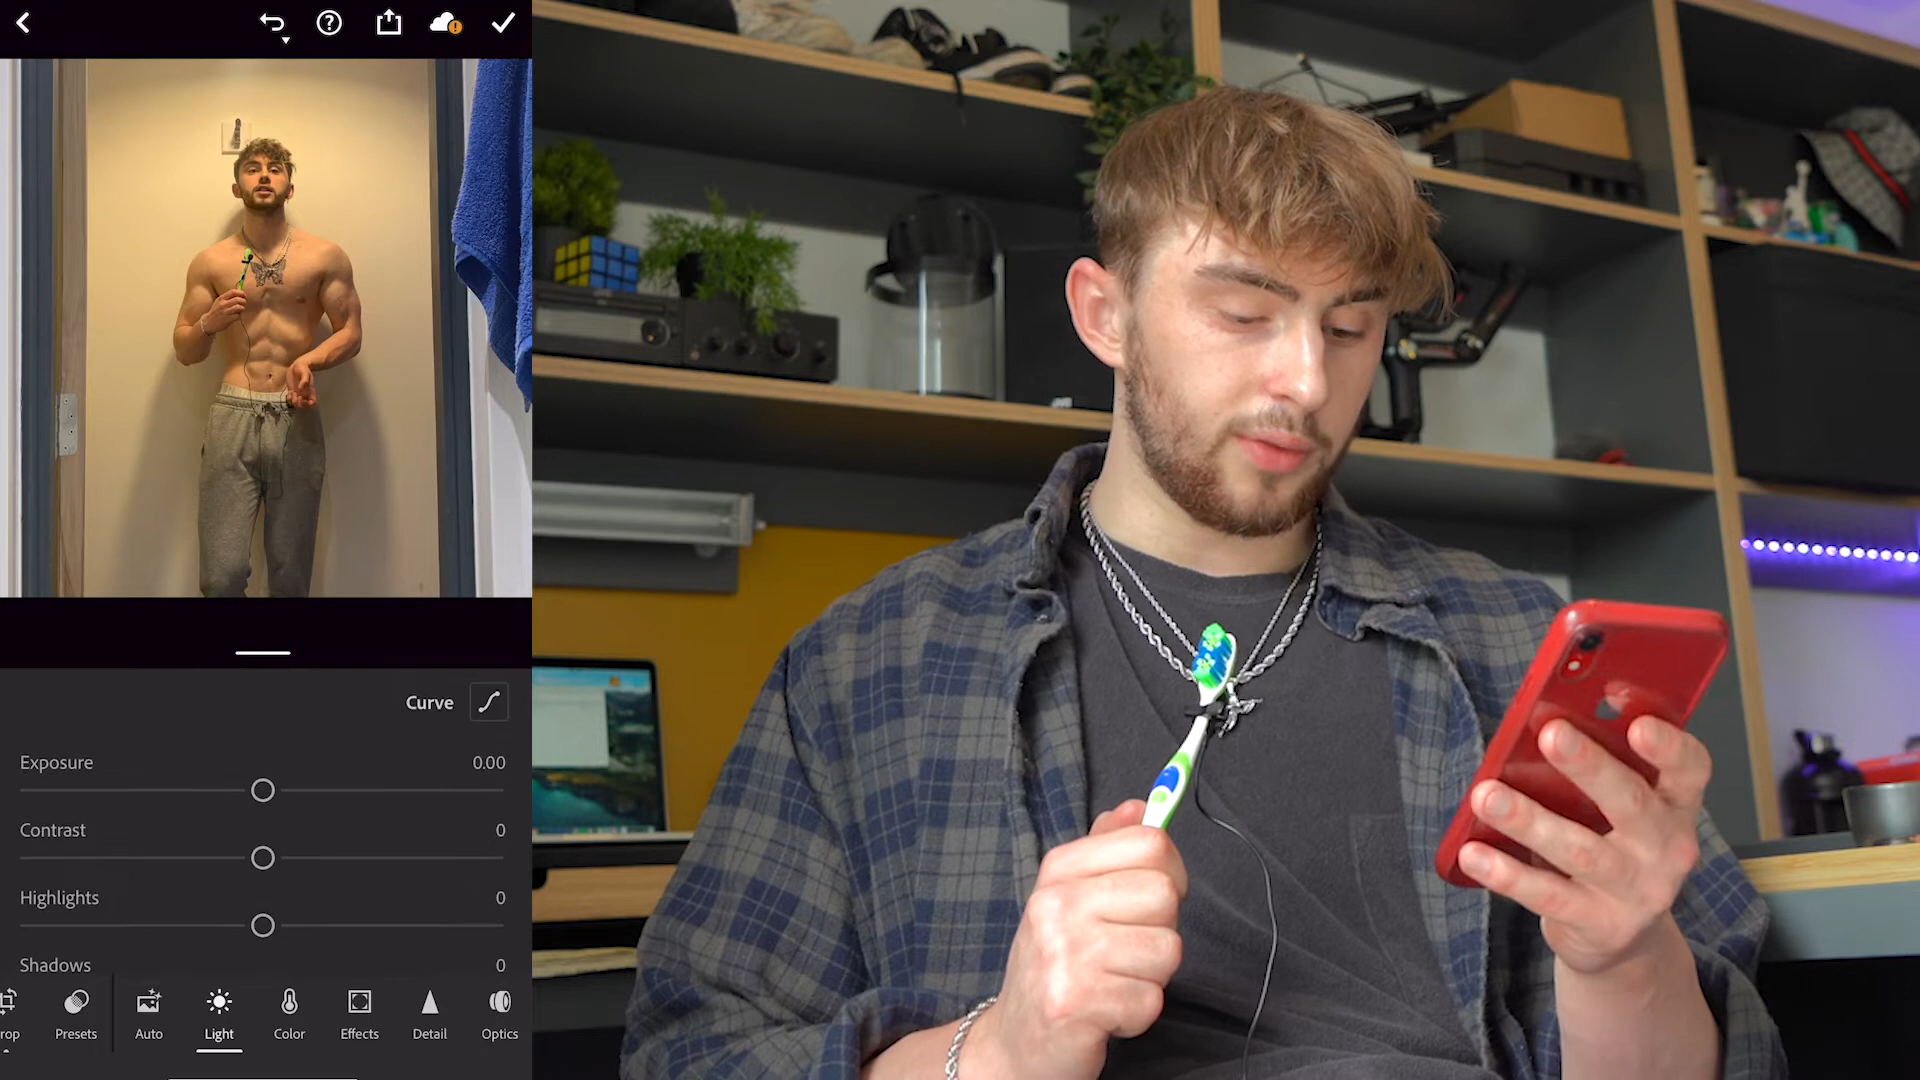 Curve
Exposure 0.00
Contrast 0
Highlights 0
Shadows 0
rop Presets Auto Light Color Effects Detail Optics